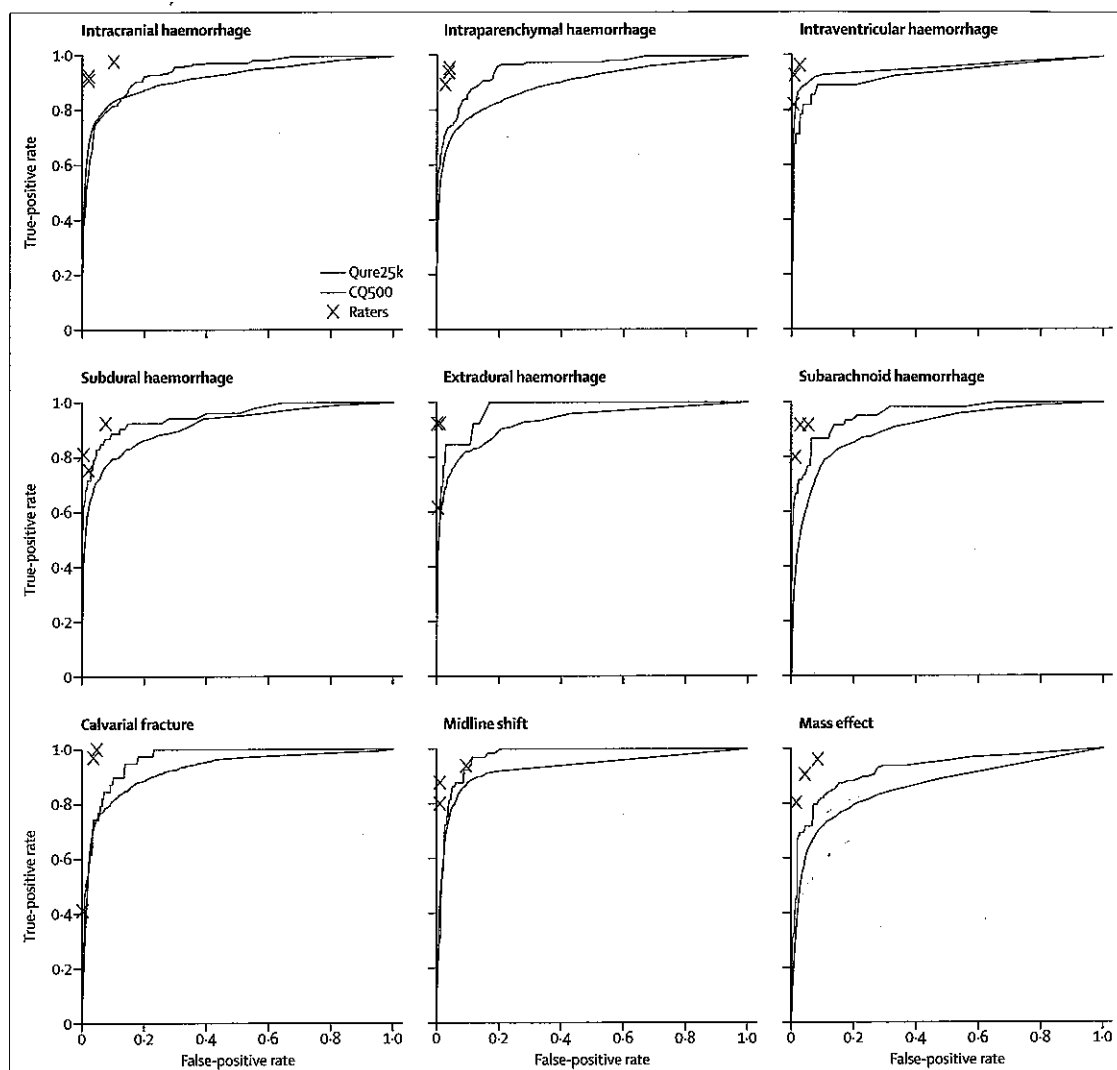 Intracranial haemorrhage
Intraparenchymal haemorrhage
Intraventricular haemorrhage
1·0
0·8
0·6
0·4
0·2
0
True-positive rate
Qure25k
CQ500
Raters
Subdural haemorrhage
Extradural haemorrhage
Subarachnoid haemorrhage
1·0
0·8
0·6
0·4
0·2
0
True-positive rate
Calvarial fracture
Midline shift
Mass effect
1·0
0·8
0·6
0·4
0·2
0
True-positive rate
0 0·2 0·4 0·6 0·8 1·0
0 0·2 0·4 0·6 0·8 1·0
0 0·2 0·4 0·6 0·8 1·0
False-positive rate
False-positive rate
False-positive rate